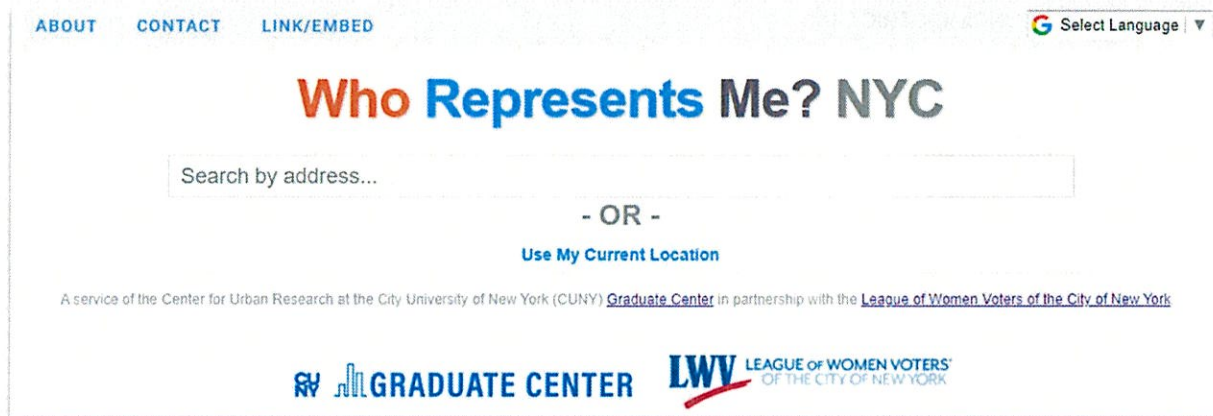 ABOUT CONTACT LINK/EMBED Select Language ▼
Who Represents Me? NYC
Search by address...
- OR -
Use My Current Location
A service of the Center for Urban Research at the City University of New York (CUNY) Graduate Center in partnership with the League of Women Voters of the City of New York
CUNY GRADUATE CENTER
LWV LEAGUE OF WOMEN VOTERS®
OF THE CITY OF NEW YORK